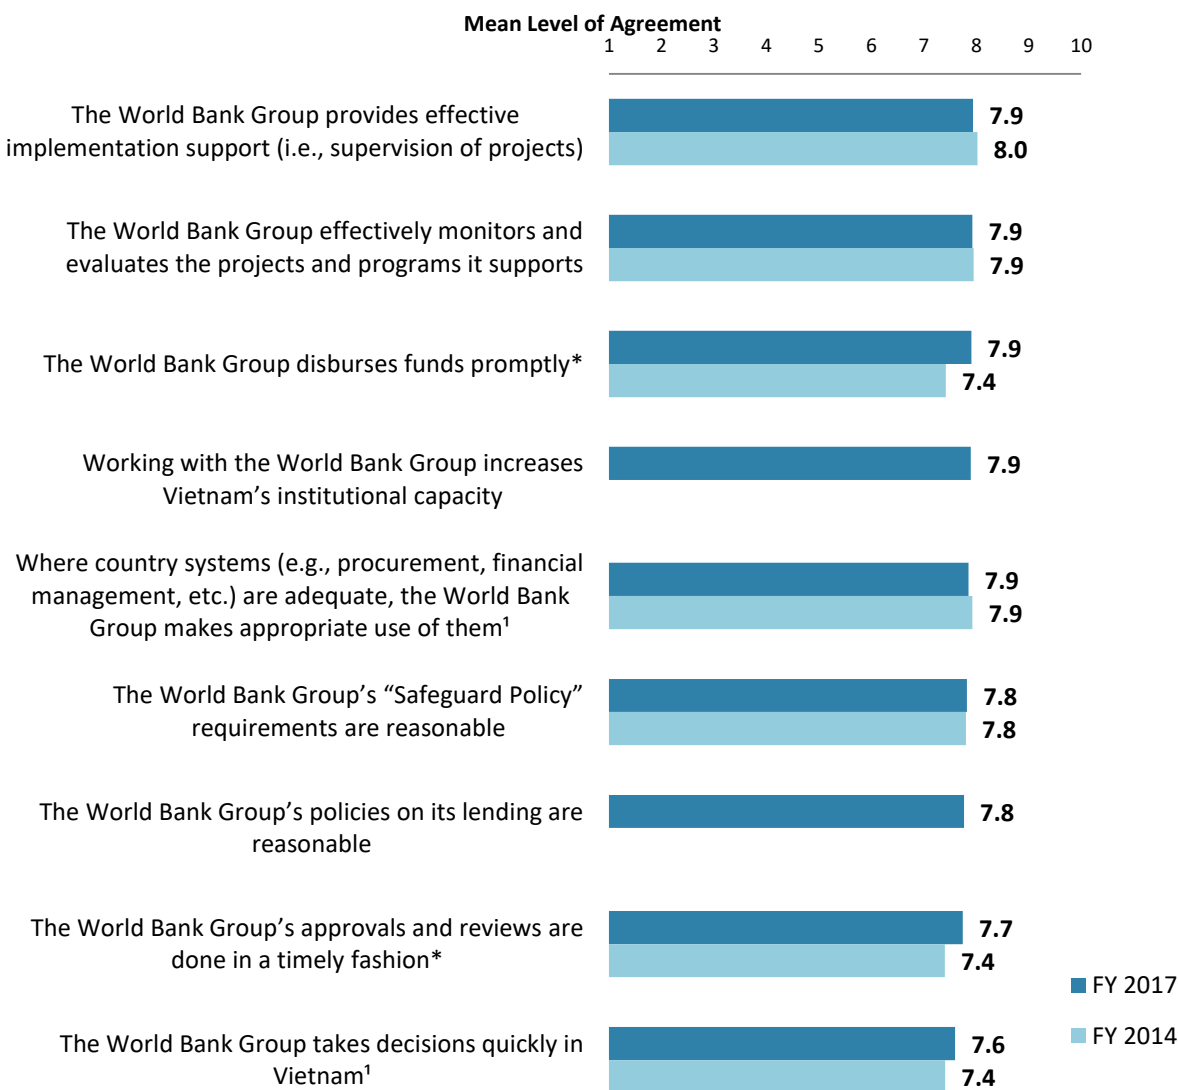 Mean Level of Agreement
1 2 3 4 5 6 7 8 9 10
The World Bank Group provides effective
implementation support (i.e., supervision of projects)
7.9
8.0
The World Bank Group effectively monitors and
evaluates the projects and programs it supports
7.9
7.9
The World Bank Group disburses funds promptly*
7.9
7.4
Working with the World Bank Group increases
Vietnam’s institutional capacity
7.9
Where country systems (e.g., procurement, financial
management, etc.) are adequate, the World Bank
Group makes appropriate use of them¹
7.9
7.9
The World Bank Group’s “Safeguard Policy”
requirements are reasonable
7.8
7.8
The World Bank Group’s policies on its lending are
reasonable
7.8
The World Bank Group’s approvals and reviews are
done in a timely fashion*
7.7
7.4
The World Bank Group takes decisions quickly in
Vietnam¹
7.6
7.4
FY 2017
FY 2014